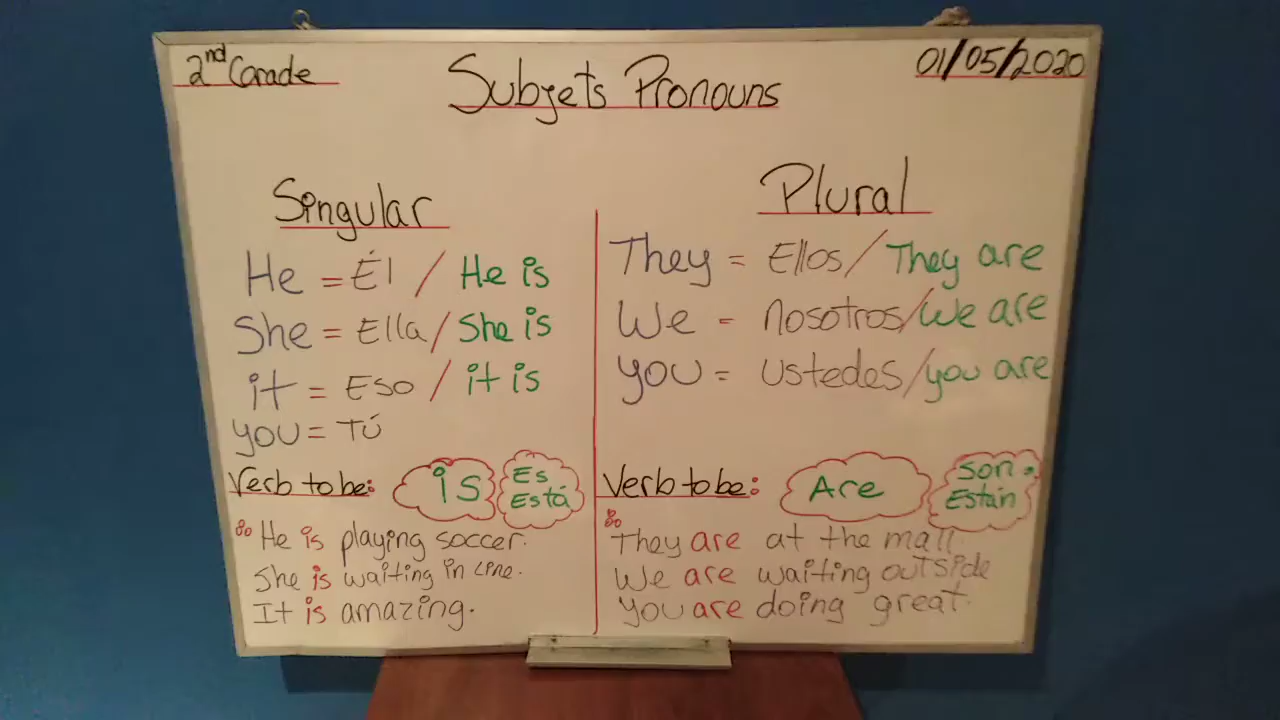 2nd Grade
Subjets Pronouns
01/05/2020
Singular
He = Él / He is
She = Ella / She is
it = Eso / it is
you = Tú
Verb to be: is Es Está
He is playing soccer.
She is waiting in line.
It is amazing.
Plural
They = Ellos / They are
We = nosotros / We are
you = ustedes / you are
Verb to be: Are Son. Están
They are at the mall.
We are waiting outside
You are doing great.